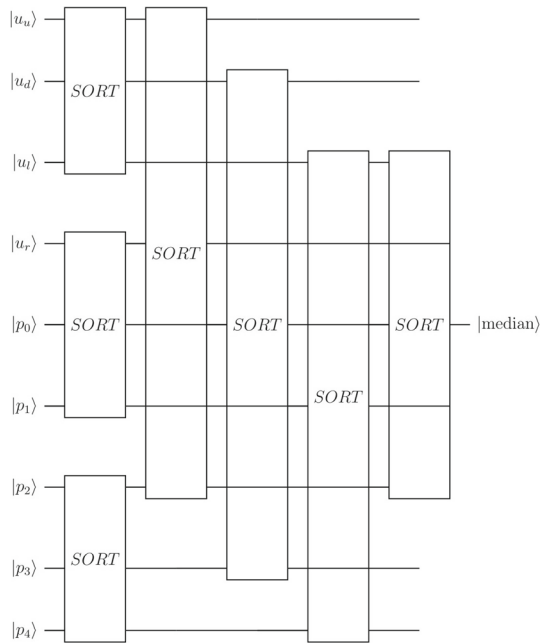 |u_u⟩
|u_d⟩
SORT
|u_l⟩
|u_r⟩
SORT
|p_0⟩ SORT SORT SORT |median⟩
|p_1⟩
SORT
|p_2⟩
SORT
|p_3⟩
|p_4⟩